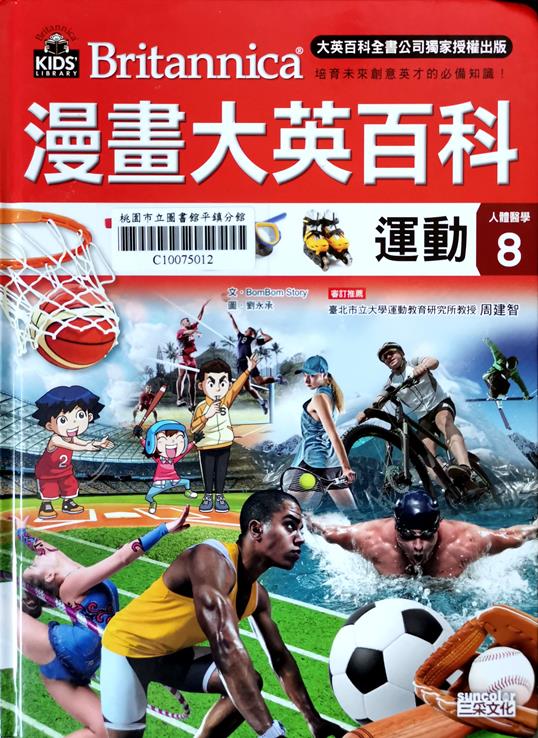 Britannica
KIDS'
LIBRARY
Britannica®
大英百科全書公司獨家授權出版
培育未來創意英才的必備知識！
漫畫大英百科
桃園市立圖書館平鎮分館
C10075012
運動
人體醫學
8
文・BomBom Story
圖・劉永承
審訂推薦
臺北市立大學運動教育研究所教授 周建智
2
suncolor
三采文化